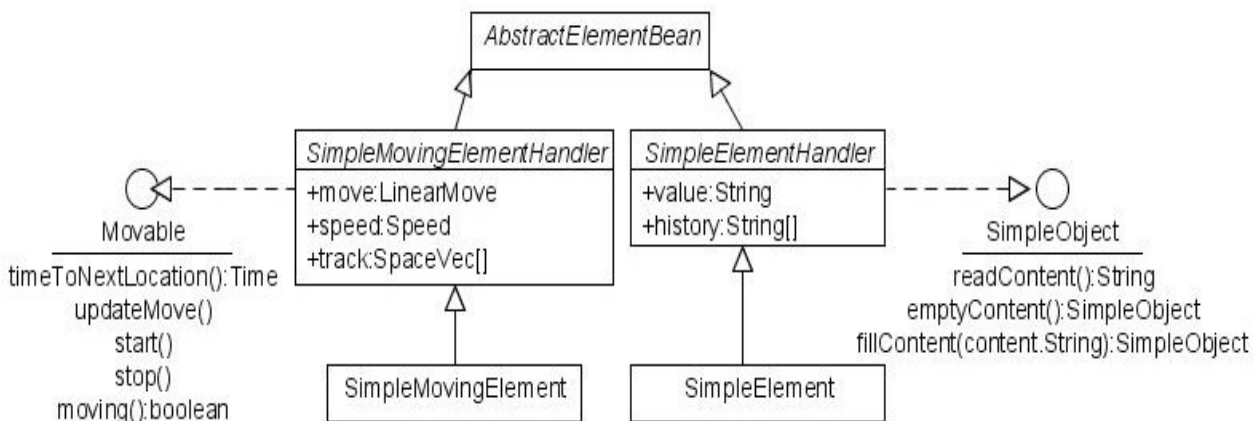 AbstractElementBean
SimpleMovingElementHandler
+move:LinearMove
+speed:Speed
+track:SpaceVec[]
SimpleElementHandler
+value:String
+history:String[]
Movable
timeToNextLocation():Time
updateMove()
start()
stop()
moving():boolean
SimpleObject
readContent():String
emptyContent():SimpleObject
fillContent(content.String):SimpleObject
SimpleMovingElement
SimpleElement